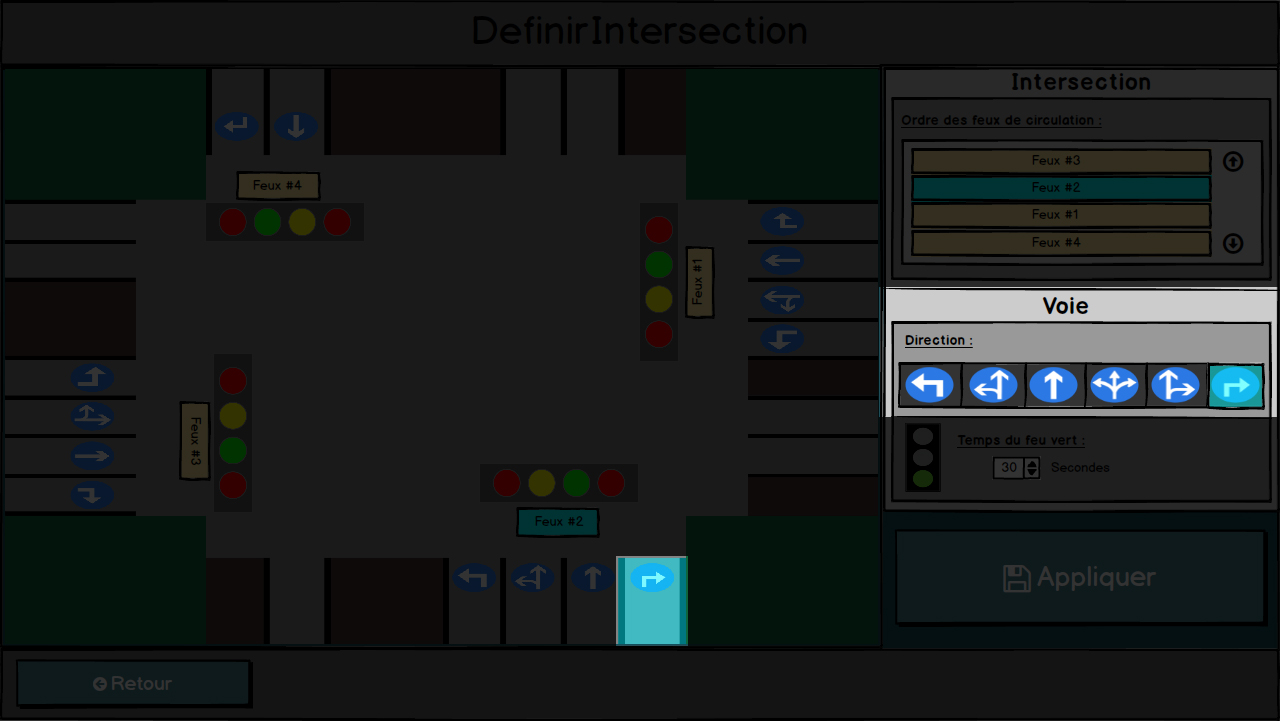 DefinirIntersection
Intersection
Ordre des feux de circulation :
Feux #3
Feux #2
Feux #1
Feux #4
Voie
Direction :
Temps du feu vert :
30 Secondes
Appliquer
Feux #4
Feux #1
Feux #3
Feux #2
Retour